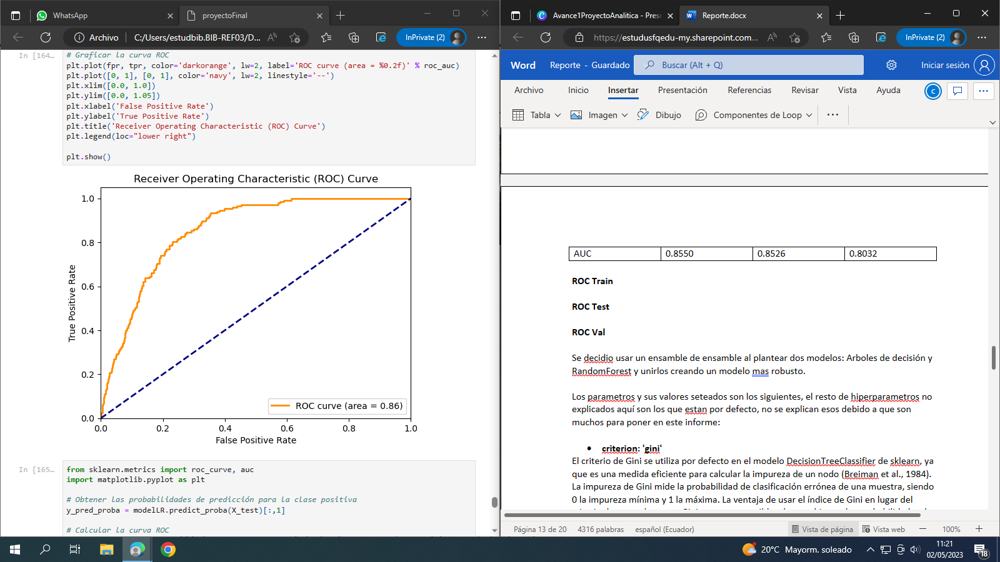 WhatsApp
proyectoFinal
Archivo
C:/Users/estudbib.BIB-REF03/D...
InPrivate (2)
In [164...
# Graficar la curva ROC
plt.plot(fpr, tpr, color='darkorange', lw=2, label='ROC curve (area = %0.2f)' % roc_auc)
plt.plot([0, 1], [0, 1], color='navy', lw=2, linestyle='--')
plt.xlim([0.0, 1.0])
plt.ylim([0.0, 1.05])
plt.xlabel('False Positive Rate')
plt.ylabel('True Positive Rate')
plt.title('Receiver Operating Characteristic (ROC) Curve')
plt.legend(loc="lower right")
plt.show()
Receiver Operating Characteristic (ROC) Curve
1.0
0.8
0.6
0.4
0.2
0.0
True Positive Rate
ROC curve (area = 0.86)
0.0 0.2 0.4 0.6 0.8 1.0
False Positive Rate
In [165...
from sklearn.metrics import roc_curve, auc
import matplotlib.pyplot as plt
# Obtener las probabilidades de predicción para la clase positiva
y_pred_proba = modelLR.predict_proba(X_test)[:,1]
# Calcular la curva ROC
Avance1ProyectoAnalitica - Prese
Reporte.docx
https://estudusfqedu-my.sharepoint.com...
InPrivate (2)
Word
Reporte - Guardado
Buscar (Alt + Q)
Iniciar sesión
Archivo Inicio Insertar Presentación Referencias Revisar Vista Ayuda
C
Tabla Imagen Dibujo Componentes de Loop
AUC 0.8550 0.8526 0.8032
ROC Train
ROC Test
ROC Val
Se decidio usar un ensamble de ensamble al plantear dos modelos: Arboles de decisión y
RandomForest y unirlos creando un modelo mas robusto.
Los parametros y sus valores seteados son los siguientes, el resto de hiperparametros no
explicados aquí son los que estan por defecto, no se explican esos debido a que son
muchos para poner en este informe:
• criterion: 'gini'
El criterio de Gini se utiliza por defecto en el modelo DecisionTreeClassifier de sklearn, ya
que es una medida eficiente para calcular la impureza de un nodo (Breiman et al., 1984).
La impureza de Gini mide la probabilidad de clasificación errónea de una muestra, siendo
0 la impureza mínima y 1 la máxima. La ventaja de usar el índice de Gini en lugar del
Página 13 de 20 4316 palabras español (Ecuador) Vista de página Vista web 100%
20°C Mayorm. soleado
11:21
02/05/2023
18